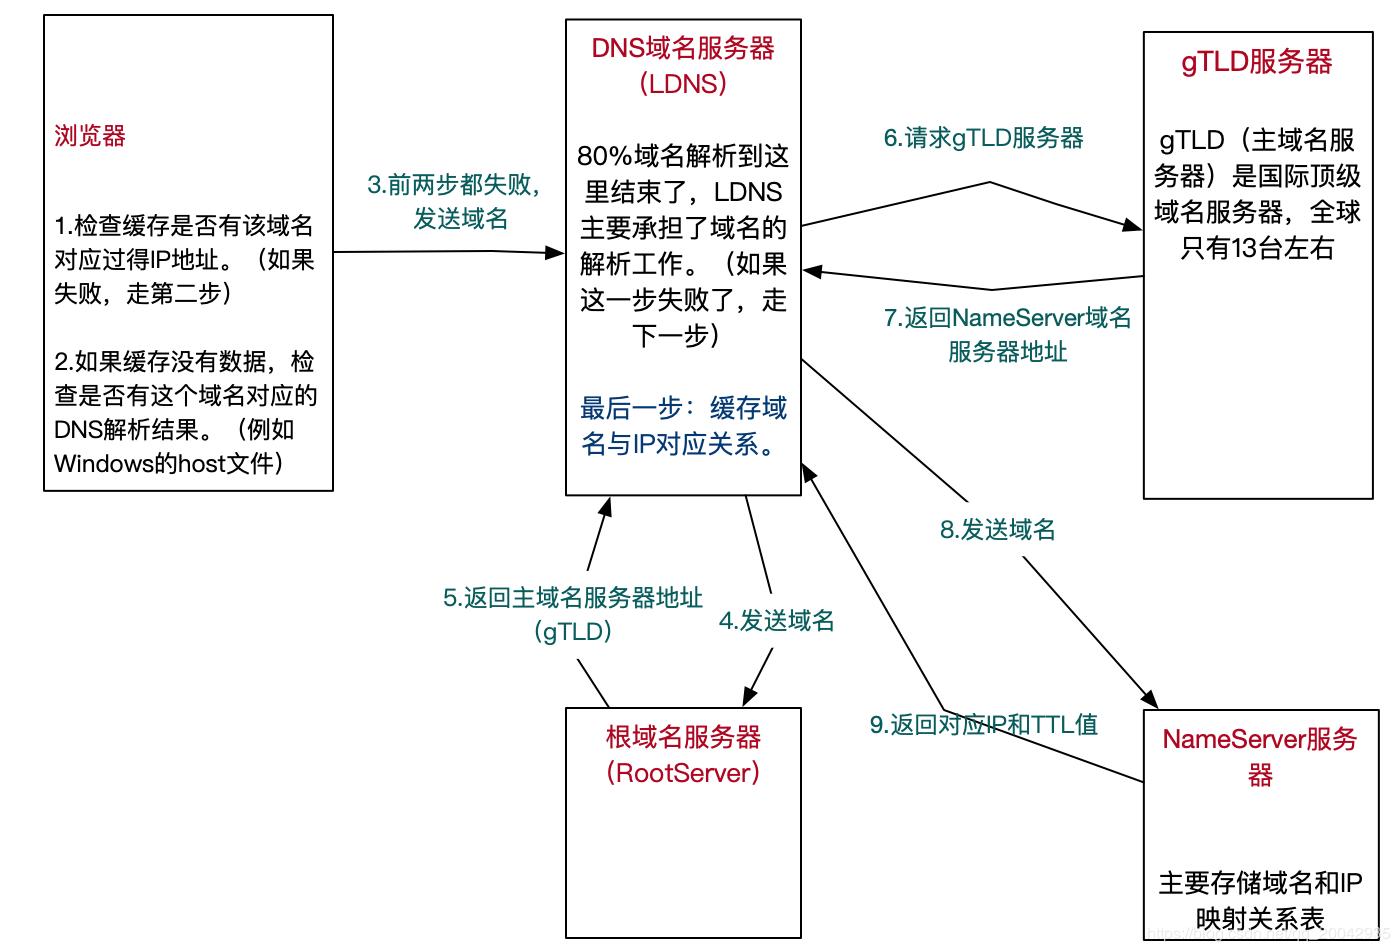 浏览器
1.检查缓存是否有该域名
对应过得IP地址。（如果
失败，走第二步）
2.如果缓存没有数据，检
查是否有这个域名对应的
DNS解析结果。（例如
Windows的host文件）
3.前两步都失败，
发送域名
DNS域名服务器
（LDNS）
80%域名解析到这
里结束了，LDNS
主要承担了域名的
解析工作。（如果
这一步失败了，走
下一步）
最后一步：缓存域
名与IP对应关系。
6.请求gTLD服务器
7.返回NameServer域名
服务器地址
gTLD服务器
gTLD（主域名服
务器）是国际顶级
域名服务器，全球
只有13台左右
8.发送域名
5.返回主域名服务器地址
（gTLD）
4.发送域名
9.返回对应IP和TTL值
根域名服务器
（RootServer）
NameServer服务
器
主要存储域名和IP
映射关系表
https://blog.csdn.net/qq_20042935